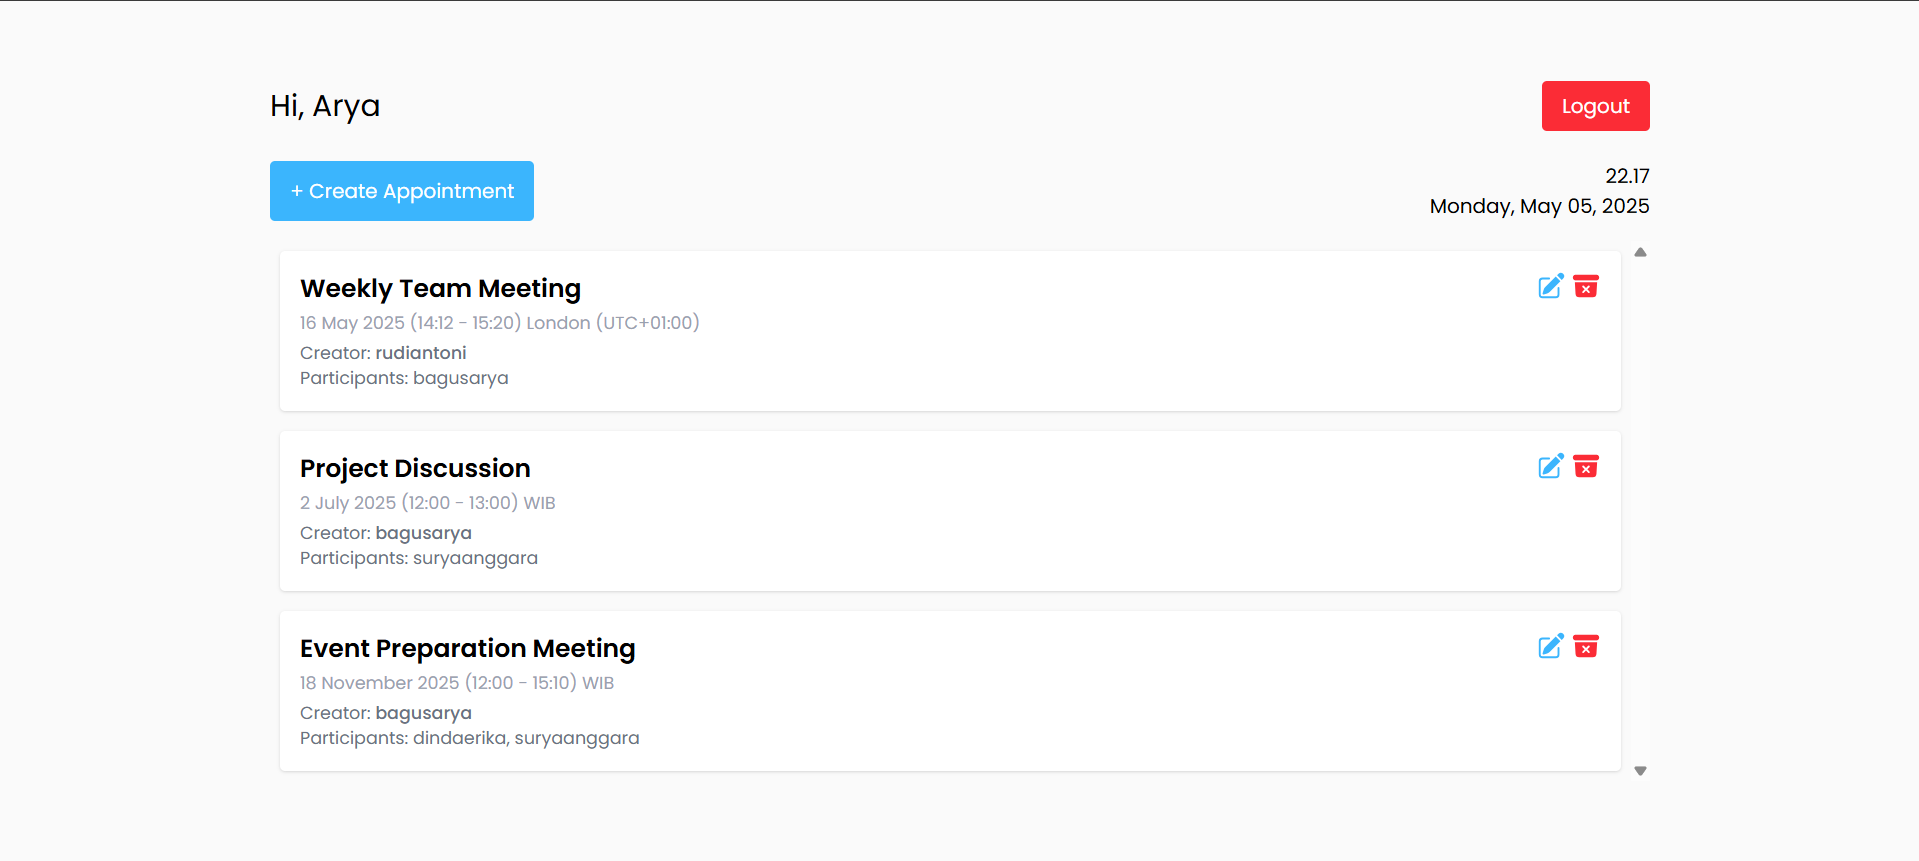 Hi, Arya
Logout
+ Create Appointment
22.17
Monday, May 05, 2025
Weekly Team Meeting
16 May 2025 (14:12 - 15:20) London (UTC+01:00)
Creator: rudiantoni
Participants: bagusarya
Project Discussion
2 July 2025 (12:00 - 13:00) WIB
Creator: bagusarya
Participants: suryaanggara
Event Preparation Meeting
18 November 2025 (12:00 - 15:10) WIB
Creator: bagusarya
Participants: dindaerika, suryaanggara